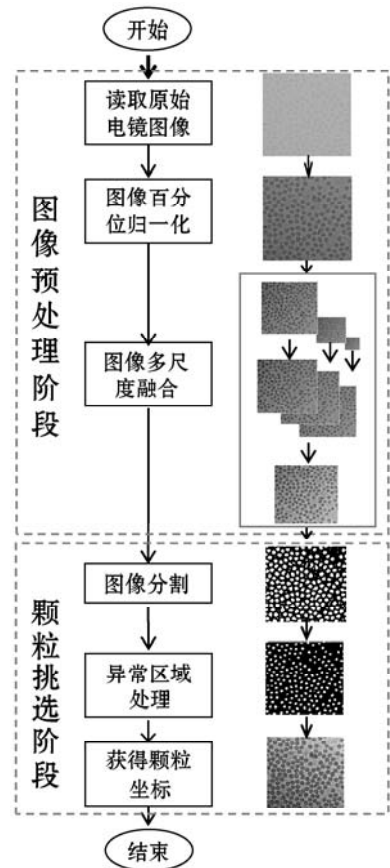 开始
图像预处理阶段
读取原始
电镜图像
图像百分
位归一化
图像多尺
度融合
颗粒挑选阶段
图像分割
异常区域
处理
获得颗粒
坐标
结束